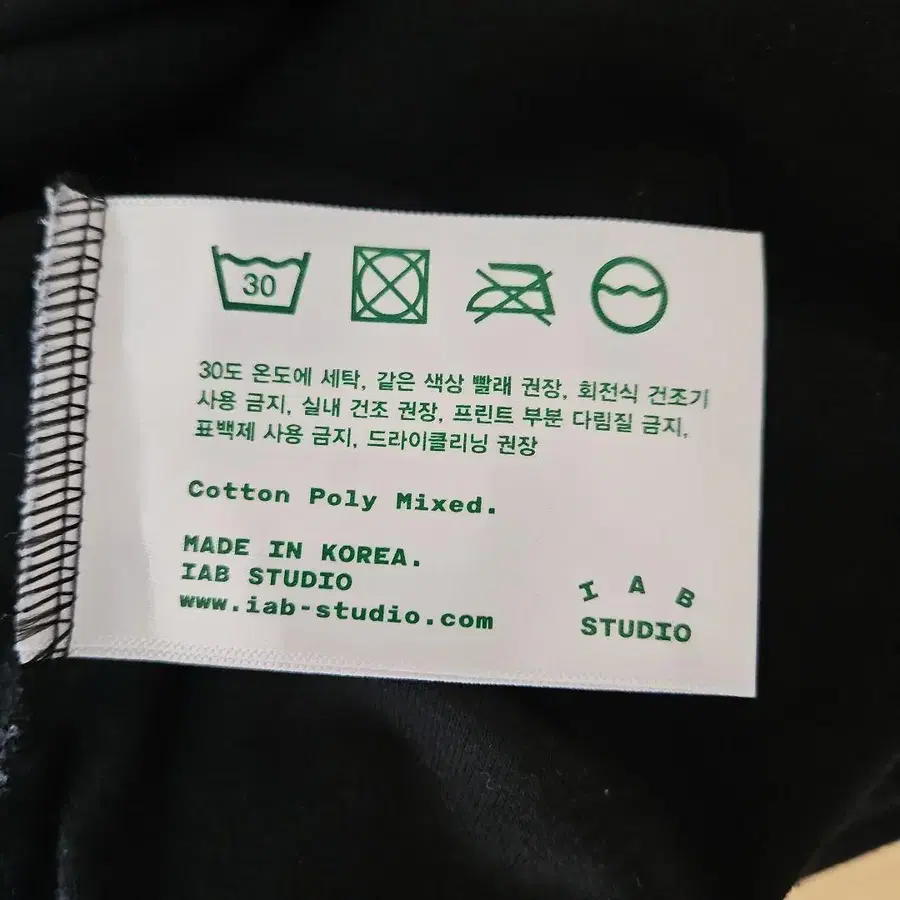 30
30도 온도에 세탁, 같은 색상 빨래 권장, 회전식 건조기
사용 금지, 실내 건조 권장, 프린트 부분 다림질 금지,
표백제 사용 금지, 드라이클리닝 권장
Cotton Poly Mixed.
MADE IN KOREA.
IAB STUDIO
www.iab-studio.com
I A B
STUDIO